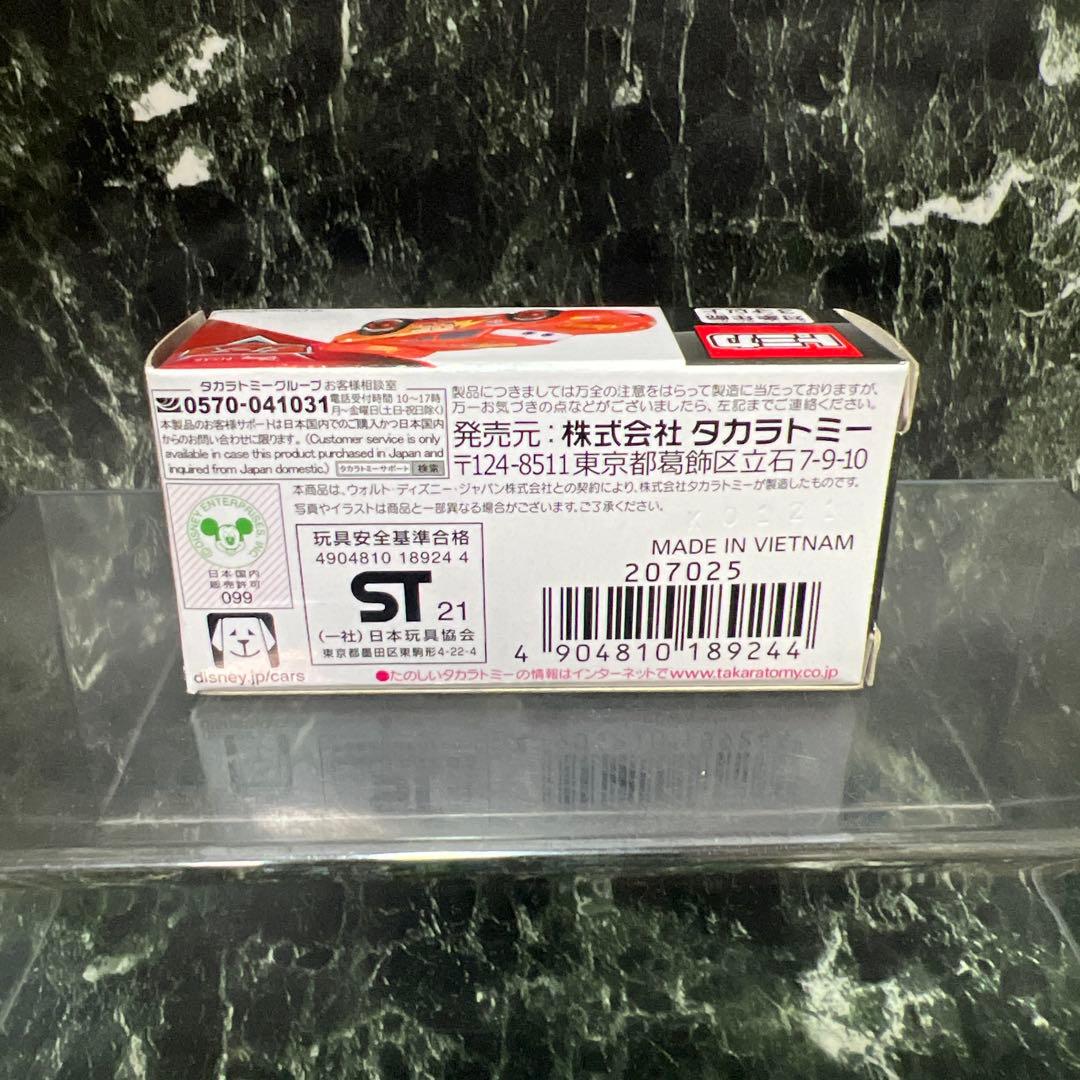 トミカ
タカラトミーグループ お客様相談室
0570-041031 電話受付時間 10〜17時
月〜金曜日(土日・祝日除く)
本製品のお客様サポートは日本国内でのご購入かつ日本国内
からのお問い合わせに限ります。(Customer service is only
available in case this product purchased in Japan and
inquired from Japan domestic.) タカラトミーサポート 検索
製品につきましては万全の注意をはらって製造に当たっておりますが、
万一お気づきの点などがございましたら、左記までご連絡ください。
発売元:株式会社 タカラトミー
〒124-8511 東京都葛飾区立石7-9-10
本商品は、ウォルト・ディズニー・ジャパン株式会社との契約により、株式会社タカラトミーが製造したものです。
写真やイラストは商品と一部異なる場合がございます。ご了承ください。
©DISNEY ENTERPRISES, INC.
日本国内
販売許可
099
玩具安全基準合格
4904810 18924 4
ST 21
(一社)日本玩具協会
東京都墨田区東駒形4-22-4
K0121
MADE IN VIETNAM
207025
4 904810 189244
disney.jp/cars
●たのしいタカラトミーの情報はインターネットで www.takaratomy.co.jp